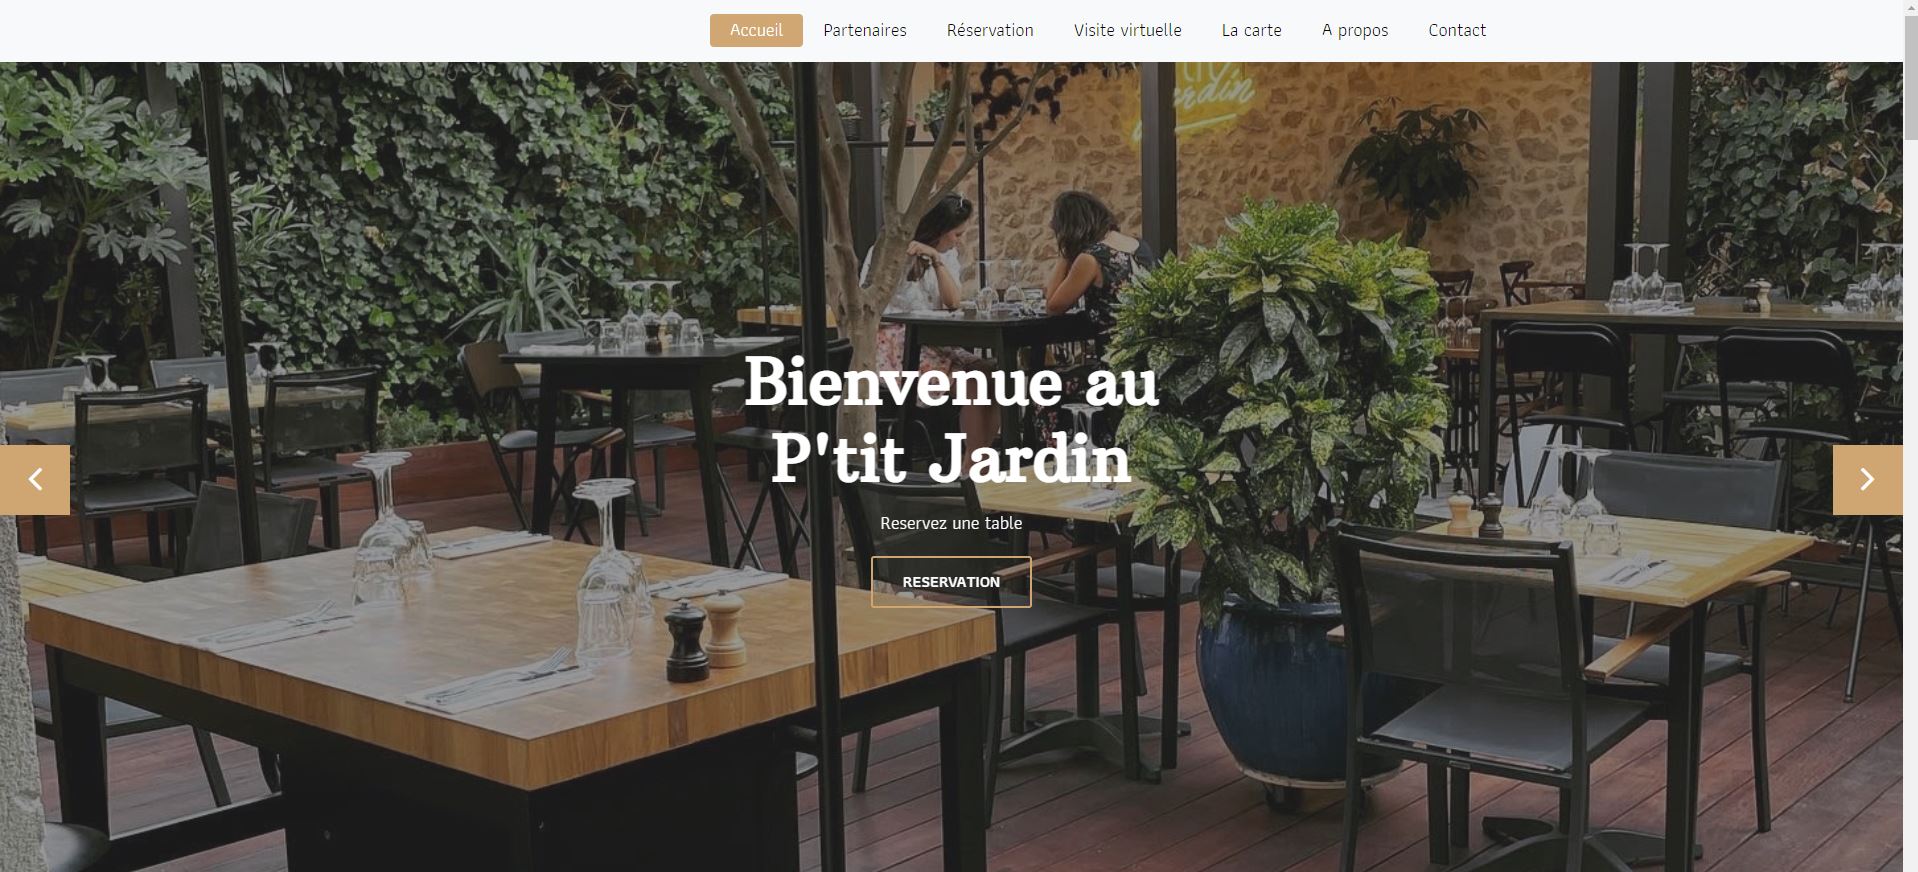 Accueil Partenaires Réservation Visite virtuelle La carte A propos Contact
Bienvenue au
P'tit Jardin
Reservez une table
RESERVATION